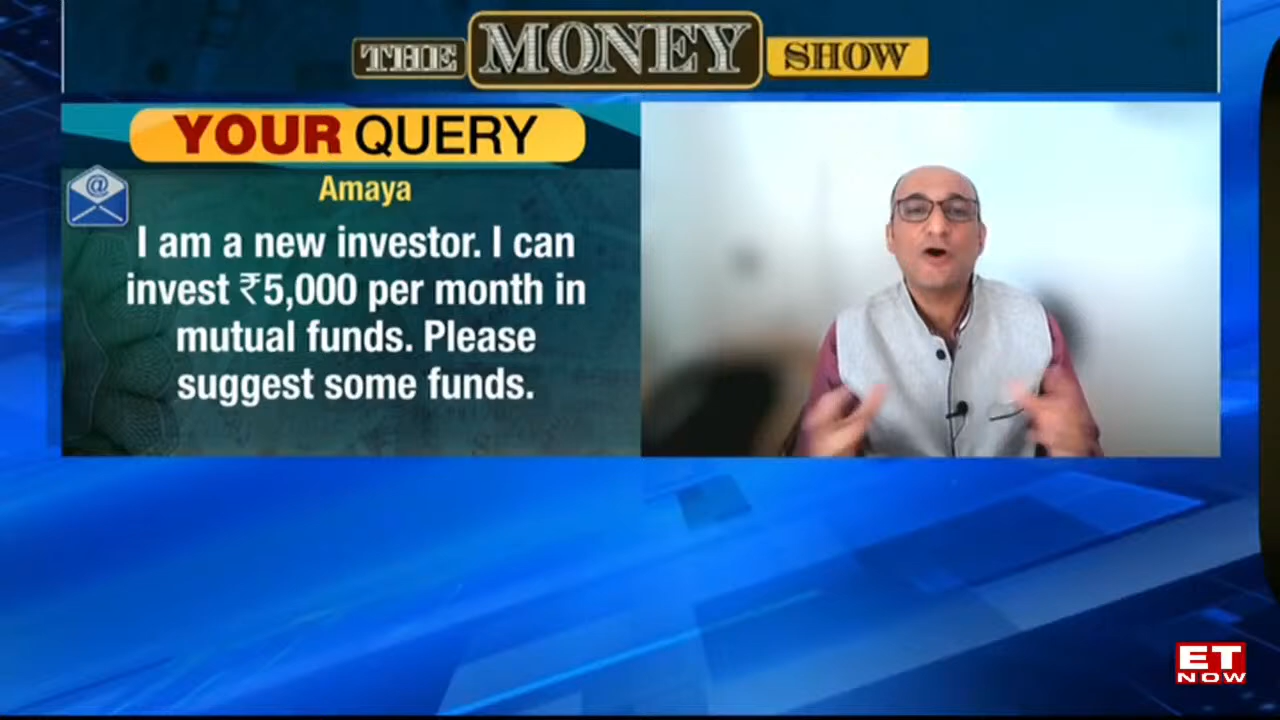 THE MONEY SHOW
YOUR QUERY
@
Amaya
I am a new investor. I can
invest ₹5,000 per month in
mutual funds. Please
suggest some funds.
ET
NOW